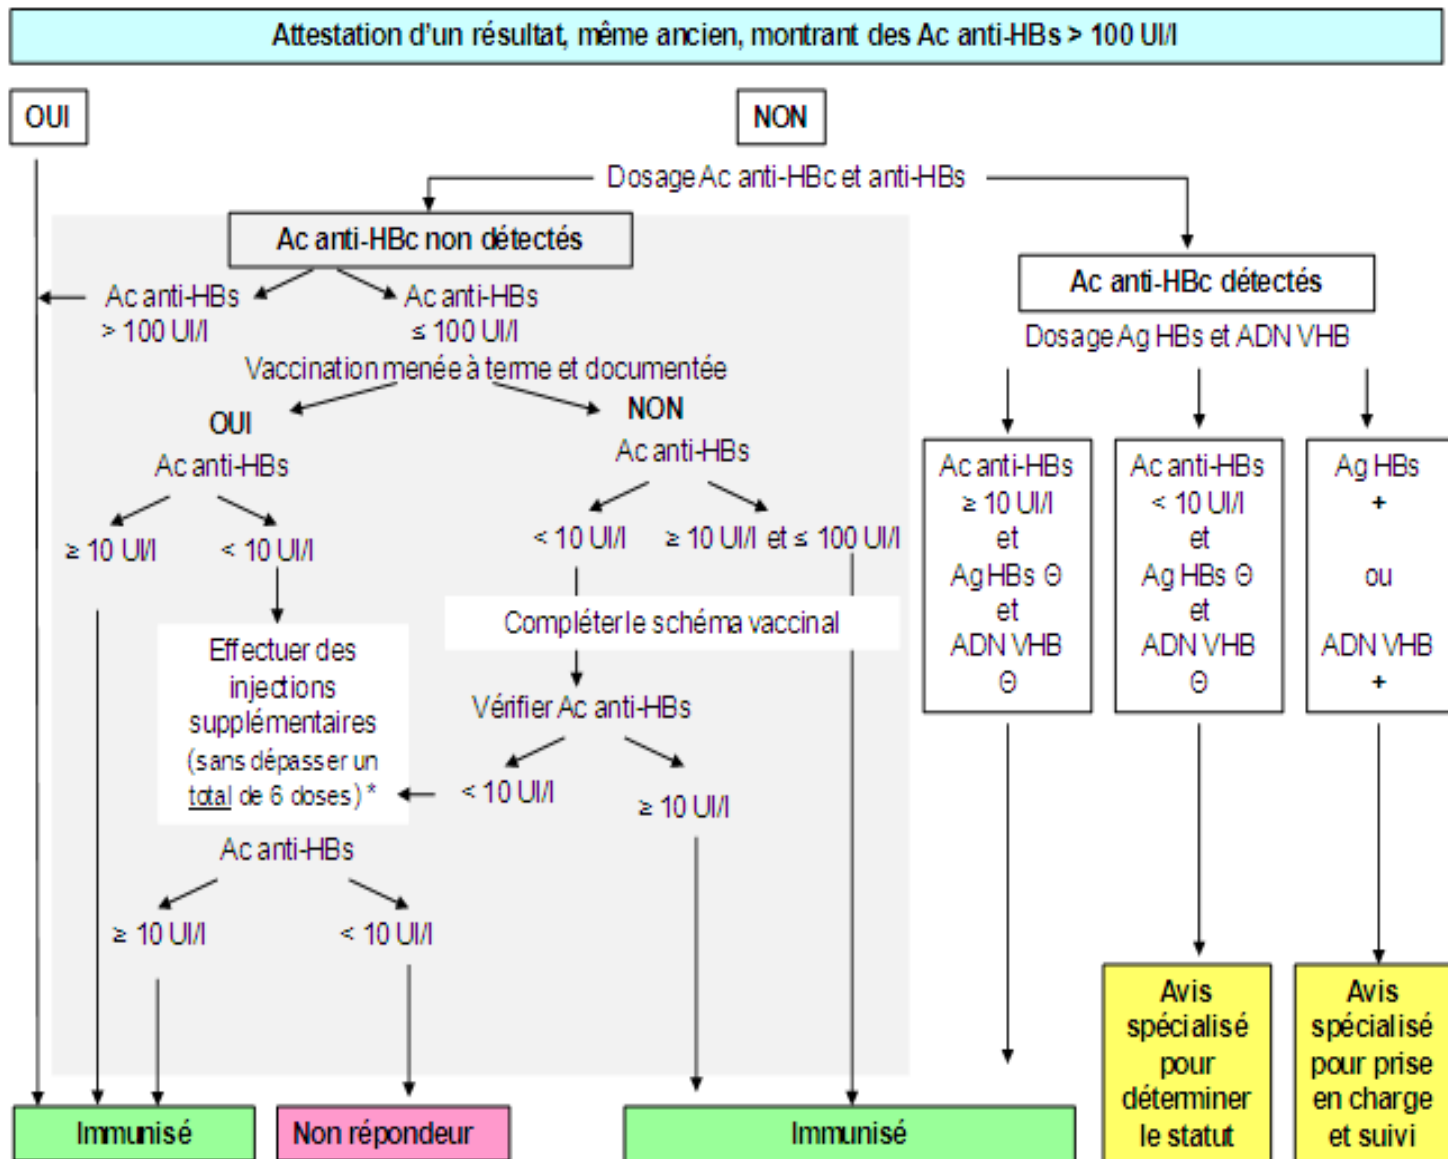 Attestation d'un résultat, même ancien, montrant des Ac anti-HBs > 100 UI/l
OUI
NON
Dosage Ac anti-HBc et anti-HBs
Ac anti-HBc non détectés
Ac anti-HBc détectés
Ac anti-HBs
> 100 UI/l
Ac anti-HBs
≤ 100 UI/l
Dosage Ag HBs et ADN VHB
Vaccination menée à terme et documentée
OUI
Ac anti-HBs
NON
Ac anti-HBs
≥ 10 UI/l
< 10 UI/l
< 10 UI/l
≥ 10 UI/l et ≤ 100 UI/l
Ac anti-HBs
≥ 10 UI/l
et
Ag HBs Θ
et
ADN VHB
Θ
Ac anti-HBs
< 10 UI/l
et
Ag HBs Θ
et
ADN VHB
Θ
Ag HBs
+
ou
ADN VHB
+
Effectuer des
injections
supplémentaires
(sans dépasser un
total de 6 doses) *
Compléter le schéma vaccinal
Vérifier Ac anti-HBs
< 10 UI/l
≥ 10 UI/l
Ac anti-HBs
≥ 10 UI/l
< 10 UI/l
Immunisé
Non répondeur
Immunisé
Avis
spécialisé
pour
déterminer
le statut
Avis
spécialisé
pour prise
en charge
et suivi